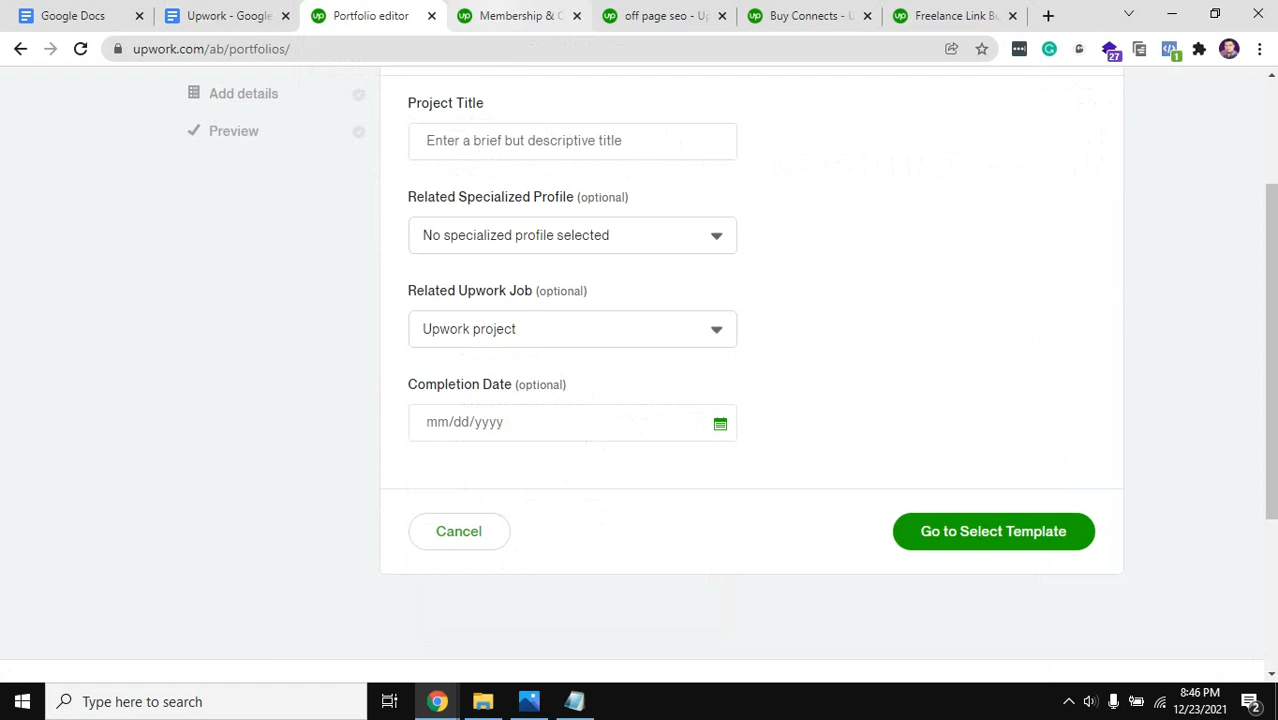 Google Docs
Upwork - Google
Portfolio editor
Membership & C
off page seo - Up
Buy Connects - U
Freelance Link Bu
upwork.com/ab/portfolios/
27
1
Add details
Preview
Project Title
Enter a brief but descriptive title
Related Specialized Profile (optional)
No specialized profile selected
Related Upwork Job (optional)
Upwork project
Completion Date (optional)
mm/dd/yyyy
Cancel
Go to Select Template
Type here to search
8:46 PM
12/23/2021
2